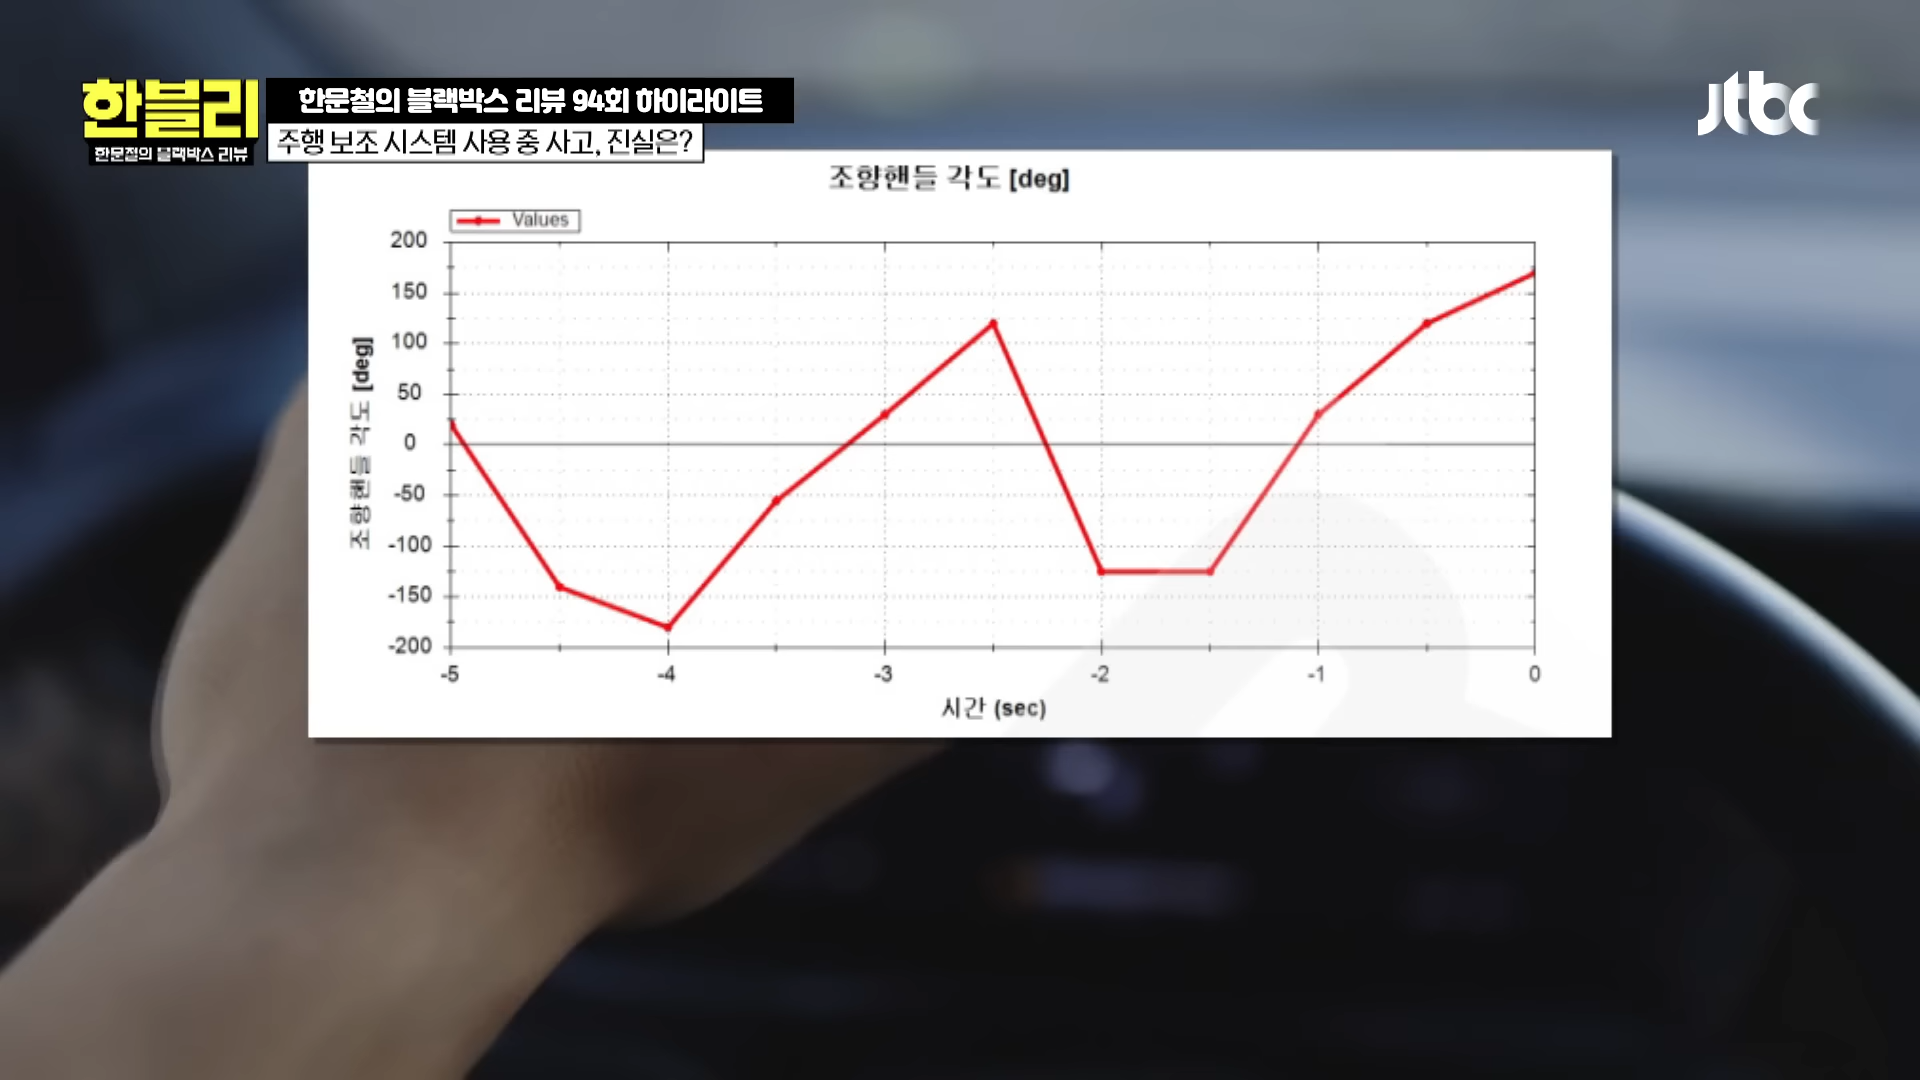 한블리
한문철의 블랙박스 리뷰
한문철의 블랙박스 리뷰 94회 하이라이트
주행 보조 시스템 사용 중 사고, 진실은?
jtbc
조향핸들 각도 [deg]
Values
조향핸들 각도 [deg]
200
150
100
50
0
-50
-100
-150
-200
-5 -4 -3 -2 -1 0
시간 (sec)